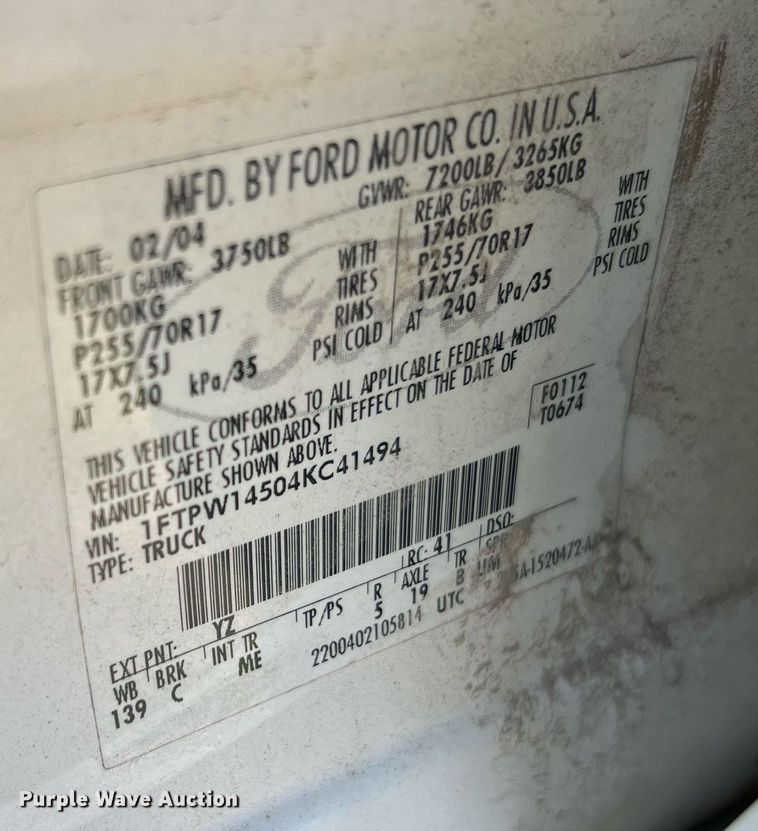 MFD. BY FORD MOTOR CO. IN U.S.A.
DATE: 02/04 GVWR: 7200LB/ 3265KG
FRONT GAWR: 3750LB REAR GAWR: 3850LB
1700KG WITH 1746KG WITH
P255/70R17 TIRES P255/70R17 TIRES
17X7.5J RIMS 17X7.5J RIMS
AT 240 kPa/35 PSI COLD AT 240 kPa/35 PSI COLD
Ford
THIS VEHICLE CONFORMS TO ALL APPLICABLE FEDERAL MOTOR
VEHICLE SAFETY STANDARDS IN EFFECT ON THE DATE OF
MANUFACTURE SHOWN ABOVE.
F0112
T0674
VIN: 1FTPW14504KC41494
TYPE: TRUCK
EXT PNT: YZ RC: 41 DSO:
WB BRK INT TR TP/PS R AXLE TR
139 C ME 5 19 B
2200402105814 UTC
Purple Wave Auction